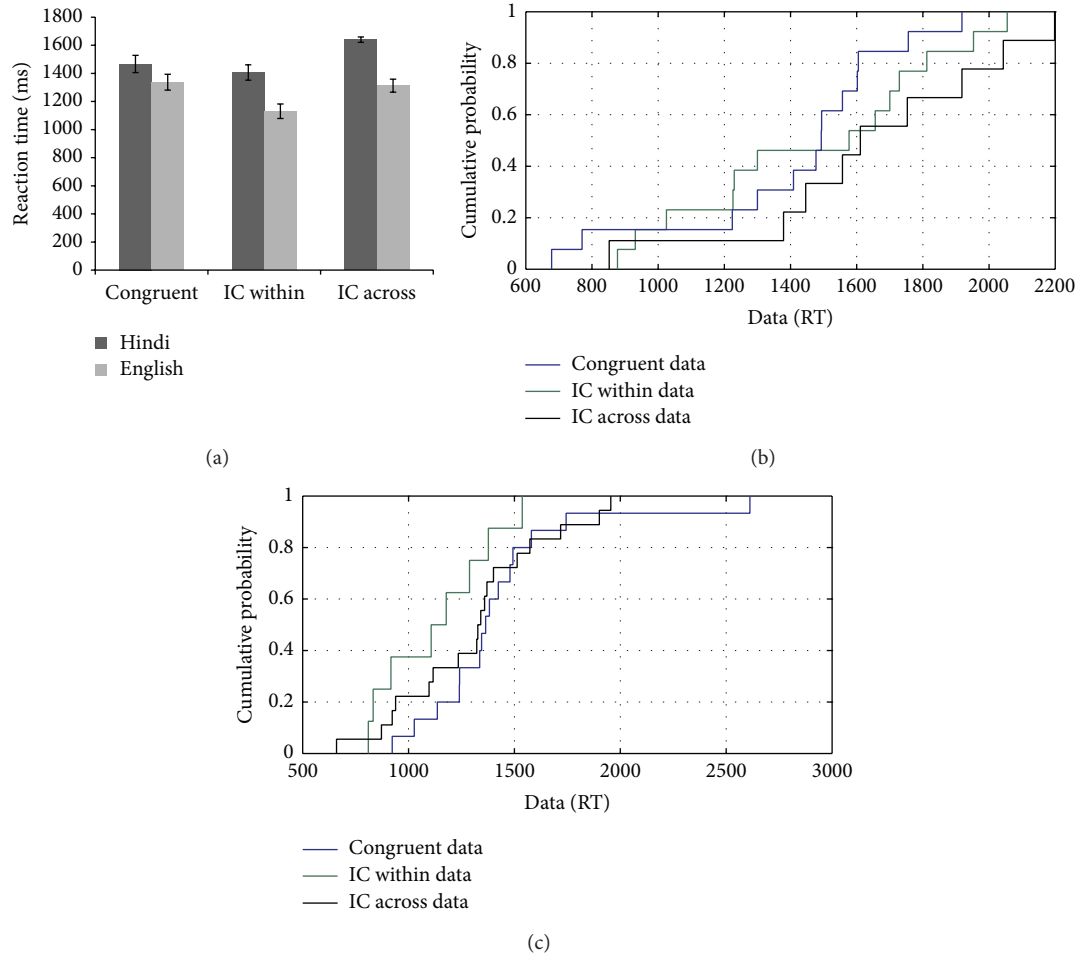 1800
1600
1400
1200
1000
800
600
400
200
0
Reaction time (ms)
Congruent
IC within
IC across
Hindi
English
(a)
1
0.8
0.6
0.4
0.2
0
Cumulative probability
600
800
1000
1200
1400
1600
1800
2000
2200
Data (RT)
Congruent data
IC within data
IC across data
(b)
1
0.8
0.6
0.4
0.2
0
Cumulative probability
500
1000
1500
2000
2500
3000
Data (RT)
Congruent data
IC within data
IC across data
(c)